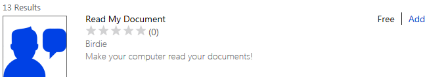 13 Results
Read My Document Free | Add
(0)
Birdie
Make your computer read your documents!